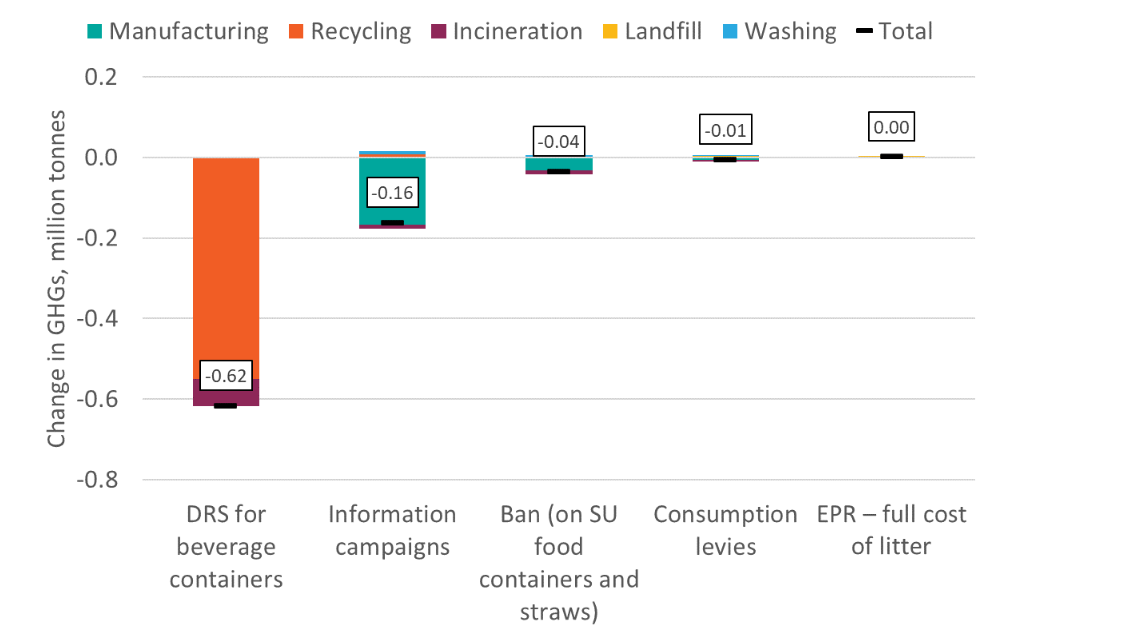 Manufacturing Recycling Incineration Landfill Washing Total
Change in GHGs, million tonnes
0.2
0.0
-0.2
-0.4
-0.6
-0.8
-0.62
-0.16
-0.04
-0.01
0.00
DRS for
beverage
containers
Information
campaigns
Ban (on SU
food
containers and
straws)
Consumption
levies
EPR – full cost
of litter